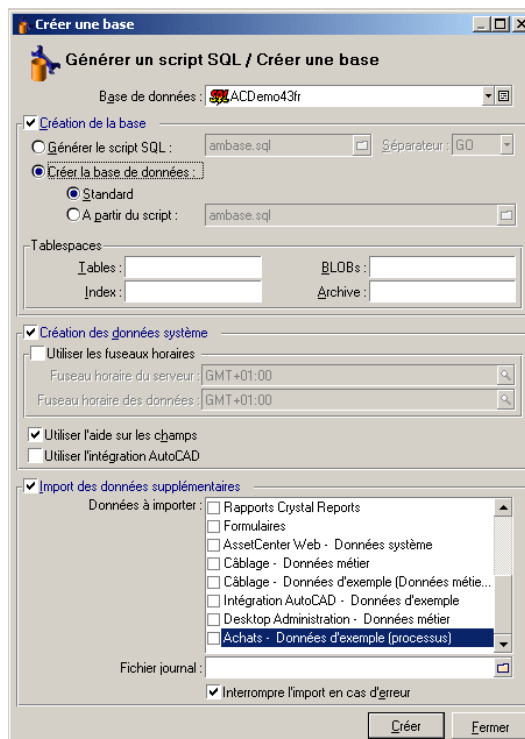 Créer une base
Générer un script SQL / Créer une base
Base de données : SQL ACDemo43fr
Création de la base
Générer le script SQL : ambase.sql Séparateur : GO
Créer la base de données :
Standard
A partir du script : ambase.sql
Tablespaces
Tables : BLOBs :
Index : Archive :
Création des données système
Utiliser les fuseaux horaires
Fuseau horaire du serveur : GMT+01:00
Fuseau horaire des données : GMT+01:00
Utiliser l'aide sur les champs
Utiliser l'intégration AutoCAD
Import des données supplémentaires
Données à importer : Rapports Crystal Reports
Formulaires
AssetCenter Web - Données système
Câblage - Données métier
Câblage - Données d'exemple (Données métie...
Intégration AutoCAD - Données d'exemple
Desktop Administration - Données métier
Achats - Données d'exemple (processus)
Fichier journal :
Interrompre l'import en cas d'erreur
Créer Fermer